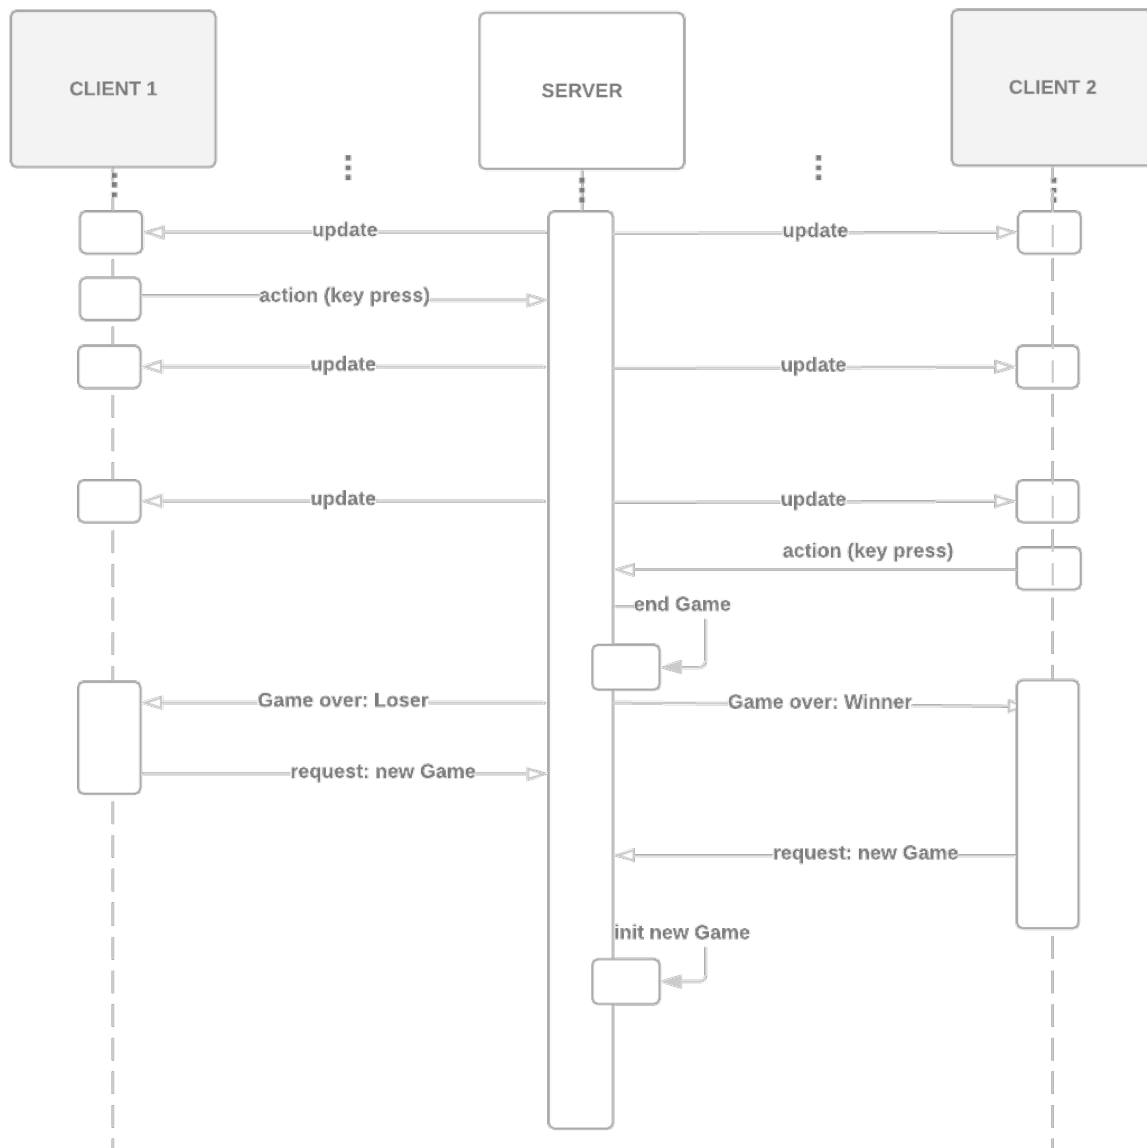 CLIENT 1
SERVER
CLIENT 2
update
update
action (key press)
update
update
update
update
action (key press)
end Game
Game over: Loser
Game over: Winner
request: new Game
request: new Game
init new Game